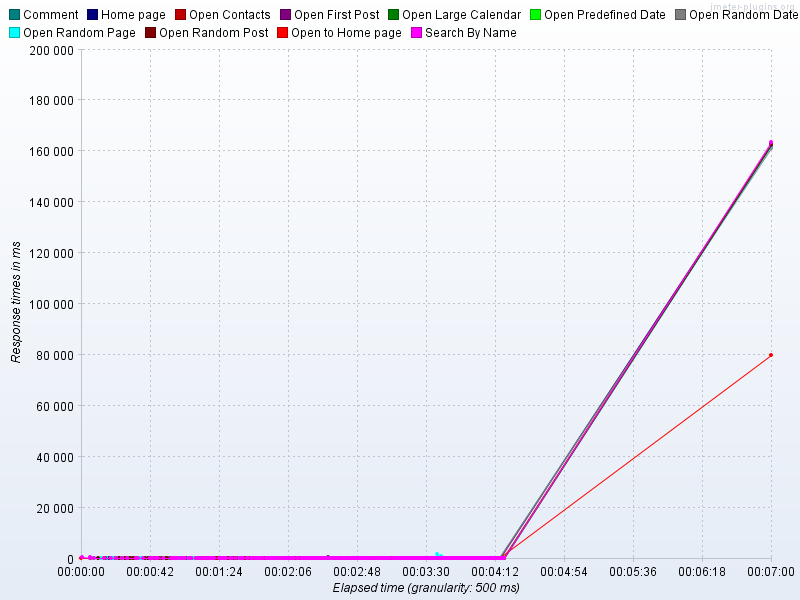 jmeter-plugins.org
Comment Home page Open Contacts Open First Post Open Large Calendar Open Predefined Date Open Random Date
Open Random Page Open Random Post Open to Home page Search By Name
200 000
180 000
160 000
140 000
120 000
100 000
80 000
60 000
40 000
20 000
0
Response times in ms
00:00:00 00:00:42 00:01:24 00:02:06 00:02:48 00:03:30 00:04:12 00:04:54 00:05:36 00:06:18 00:07:00
Elapsed time (granularity: 500 ms)